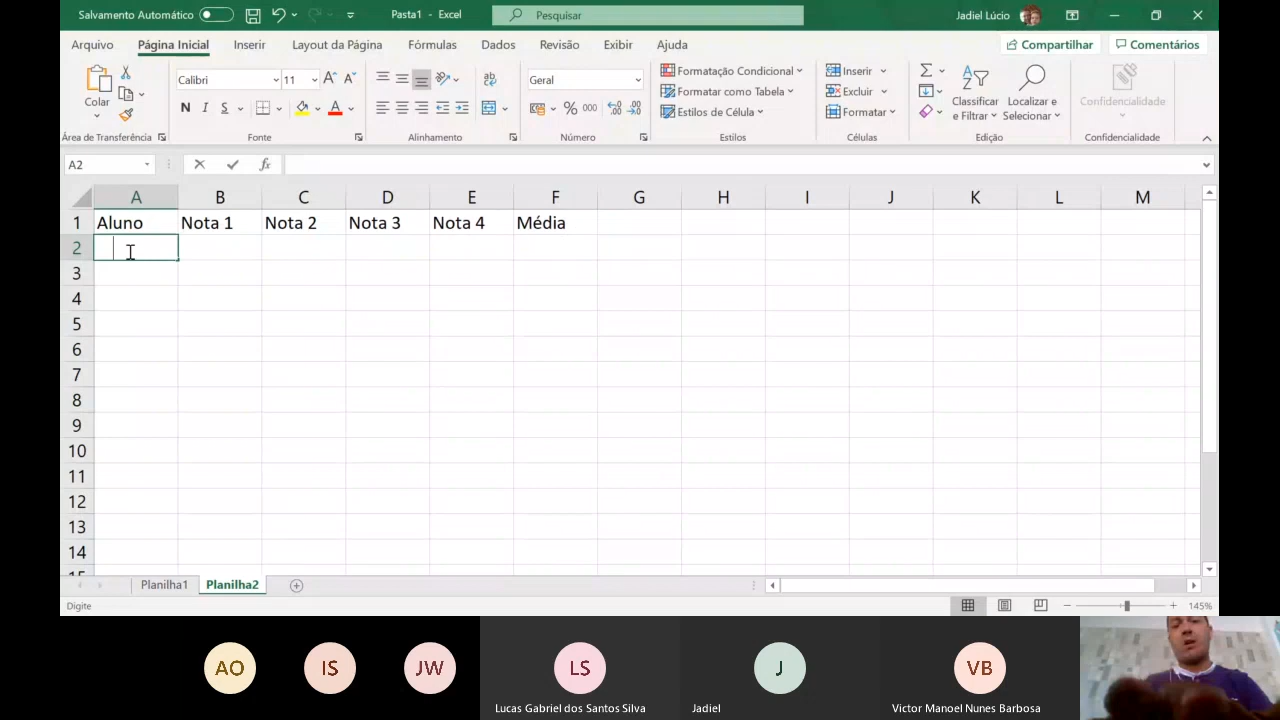 Salvamento Automático
Pasta1 - Excel
Pesquisar
Jadiel Lúcio
Arquivo
Página Inicial
Inserir
Layout da Página
Fórmulas
Dados
Revisão
Exibir
Ajuda
Compartilhar
Comentários
Colar
Calibri
11
A A
N I S A
Área de Transferência
Fonte
Alinhamento
Geral
% 000
Número
Formatação Condicional
Formatar como Tabela
Estilos de Célula
Estilos
Inserir
Excluir
Formatar
Células
Classificar
e Filtrar
Localizar e
Selecionar
Edição
Confidencialidade
Confidencialidade
A2
fx
A B C D E F G H I J K L M
1 Aluno Nota 1 Nota 2 Nota 3 Nota 4 Média
2
3
4
5
6
7
8
9
10
11
12
13
14
Planilha1
Planilha2
Digite
145%
AO
IS
JW
LS
Lucas Gabriel dos Santos Silva
J
Jadiel
VB
Victor Manoel Nunes Barbosa